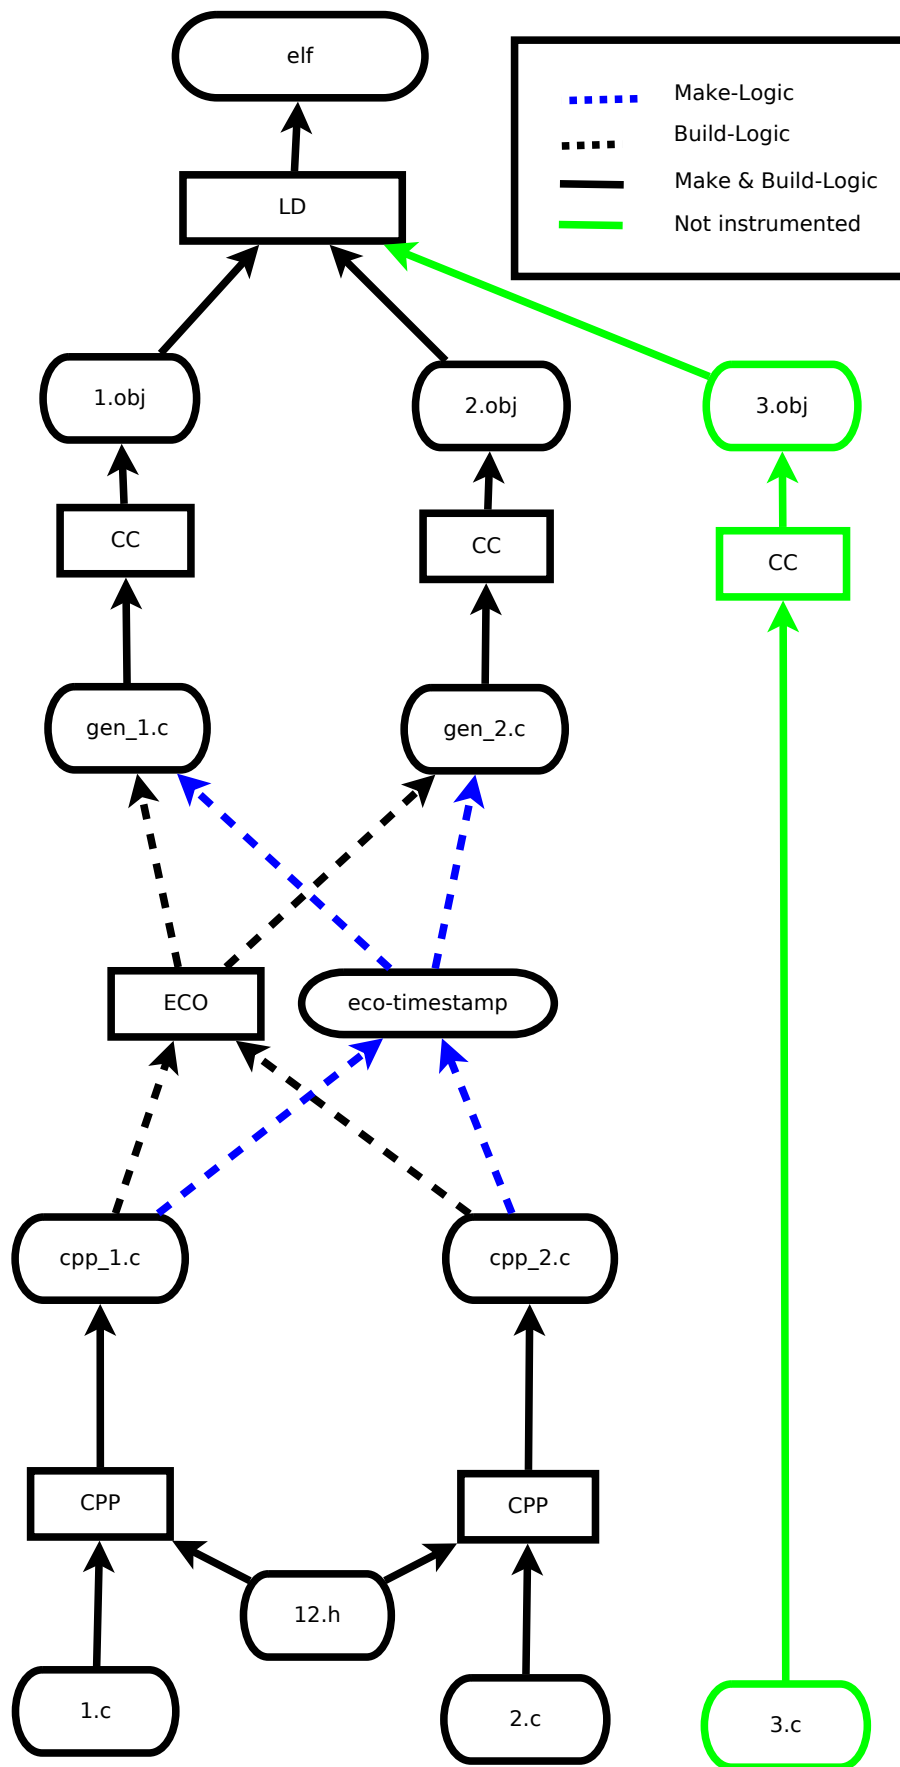 elf
Make-Logic
Build-Logic
Make & Build-Logic
Not instrumented
LD
1.obj
2.obj
3.obj
CC
CC
CC
gen_1.c
gen_2.c
ECO
eco-timestamp
cpp_1.c
cpp_2.c
CPP
CPP
12.h
1.c
2.c
3.c